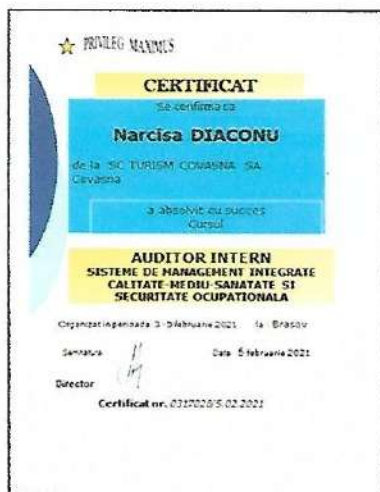 PRIVILEG MAXIMUS
CERTIFICAT
Se confirma ca
Narcisa DIACONU
de la SC TURISM COVASNA SA
Covasna
a absolvit cu succes
Cursul
AUDITOR INTERN
SISTEME DE MANAGEMENT INTEGRATE
CALITATE-MEDIU-SANATATE SI
SECURITATE OCUPATIONALA
Organizat in perioada 3-5 februarie 2021 la Brasov
Semnatura Data 5 februarie 2021
Director
Certificat nr. 0317028/5.02.2021